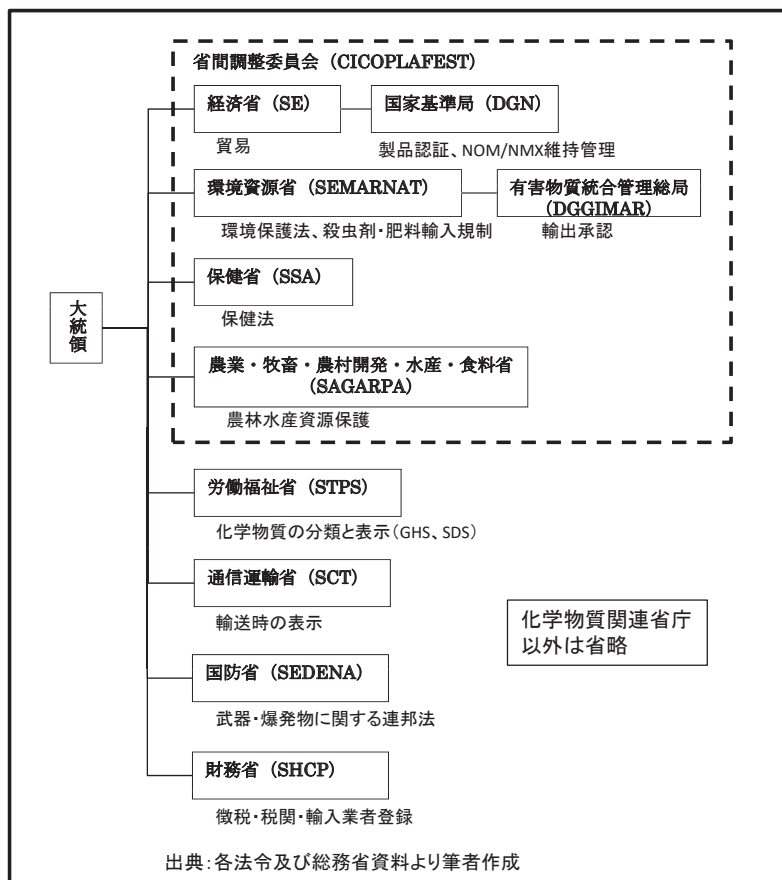 省間調整委員会（CICOPLAFEST）
経済省（SE）
国家基準局（DGN）
貿易
製品認証、NOM/NMX維持管理
環境資源省（SEMARNAT）
有害物質統合管理総局
（DGGIMAR）
環境保護法、殺虫剤・肥料輸入規制
輸出承認
保健省（SSA）
保健法
大統領
農業・牧畜・農村開発・水産・食料省
（SAGARPA）
農林水産資源保護
労働福祉省（STPS）
化学物質の分類と表示（GHS、SDS）
通信運輸省（SCT）
輸送時の表示
化学物質関連省庁
以外は省略
国防省（SEDENA）
武器・爆発物に関する連邦法
財務省（SHCP）
徴税・税関・輸入業者登録
出典：各法令及び総務省資料より筆者作成